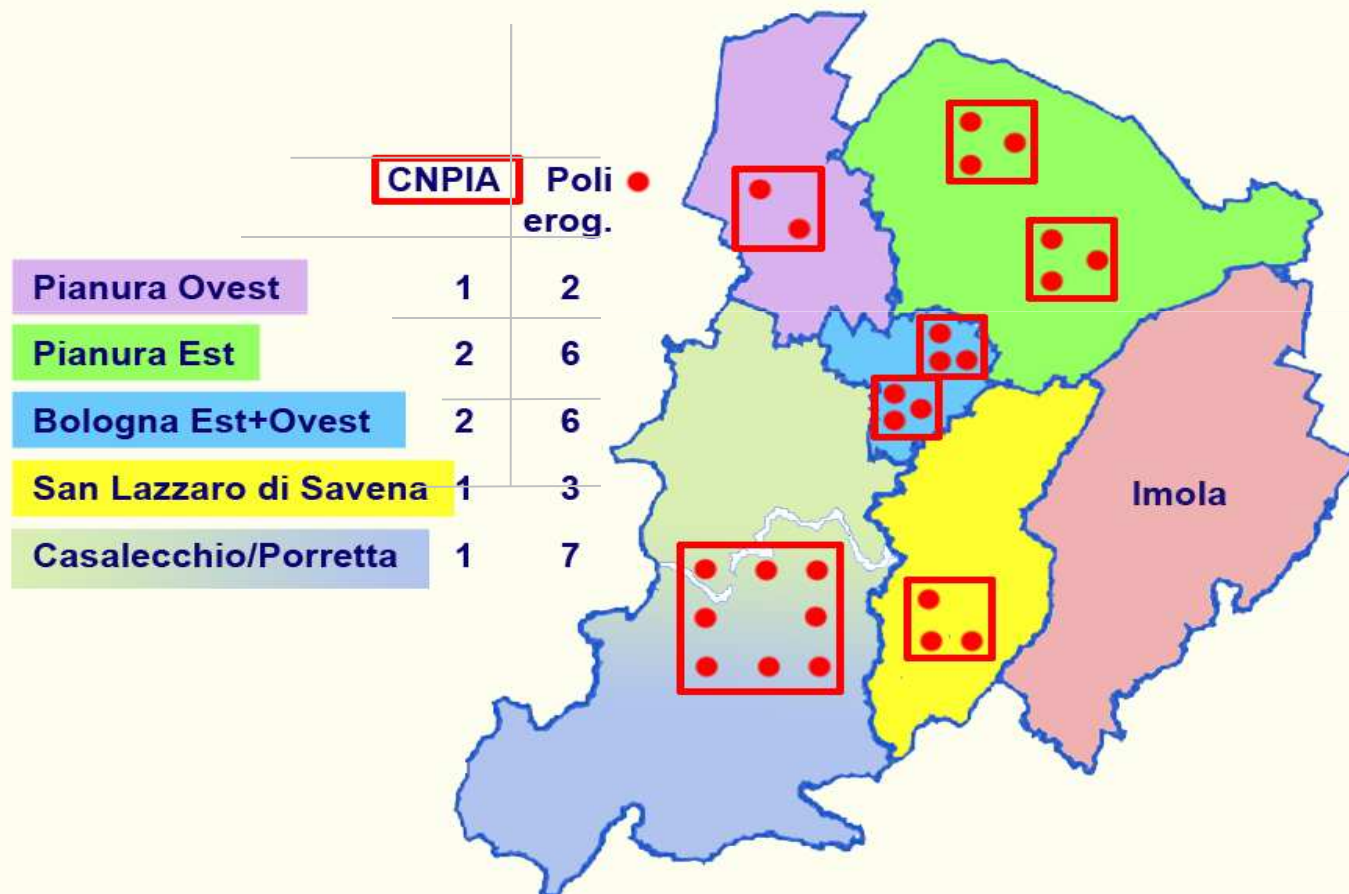 CNPIA Poli
erog.
Pianura Ovest 1 2
Pianura Est 2 6
Bologna Est+Ovest 2 6
San Lazzaro di Savena 1 3
Casalecchio/Porretta 1 7
Imola